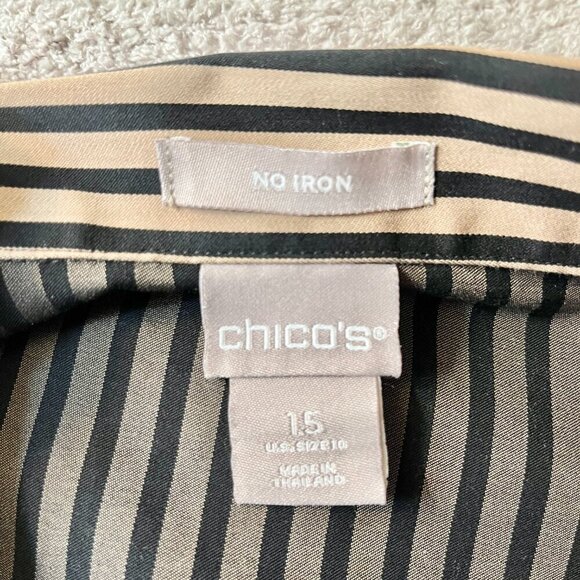 NO IRON
chico's®
1.5
U.S. SIZE 10
MADE IN
THAILAND